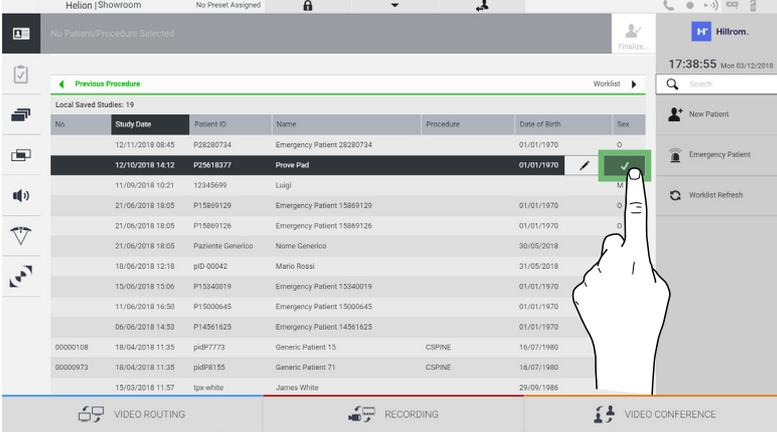 Helion | Showroom No Preset Assigned
No Patient/Procedure Selected
Finalize...
Hillrom.
17:38:55 Mon 03/12/2018
Previous Procedure Worklist
Search
Local Saved Studies: 19
No. Study Date Patient ID Name Procedure Date of Birth Sex
New Patient
12/11/2018 08:45 P28280734 Emergency Patient 28280734 01/01/1970 O
Emergency Patient
12/10/2018 14:12 P25618377 Prove Pad 01/01/1970
11/09/2018 10:21 12345699 Luigi M
Worklist Refresh
21/06/2018 18:05 P15869129 Emergency Patient 15869129 01/01/1970 O
21/06/2018 18:05 P15869126 Emergency Patient 15869126 01/01/1970 O
21/06/2018 18:05 Paziente Generico Nome Generico 30/05/2018
18/06/2018 12:18 pID-00042 Mario Rossi 31/05/2018
15/06/2018 15:06 P15340019 Emergency Patient 15340019 01/01/1970
11/06/2018 16:50 P15000645 Emergency Patient 15000645 01/01/1970
06/06/2018 14:53 P14561625 Emergency Patient 14561625 01/01/1970
00000108 18/04/2018 11:35 pidP7773 Generic Patient 15 CSPINE 16/07/1980
00000973 18/04/2018 11:35 pidP8155 Generic Patient 71 CSPINE 16/07/1980
15/03/2018 11:57 tpx-white James White 29/09/1986
VIDEO ROUTING RECORDING VIDEO CONFERENCE